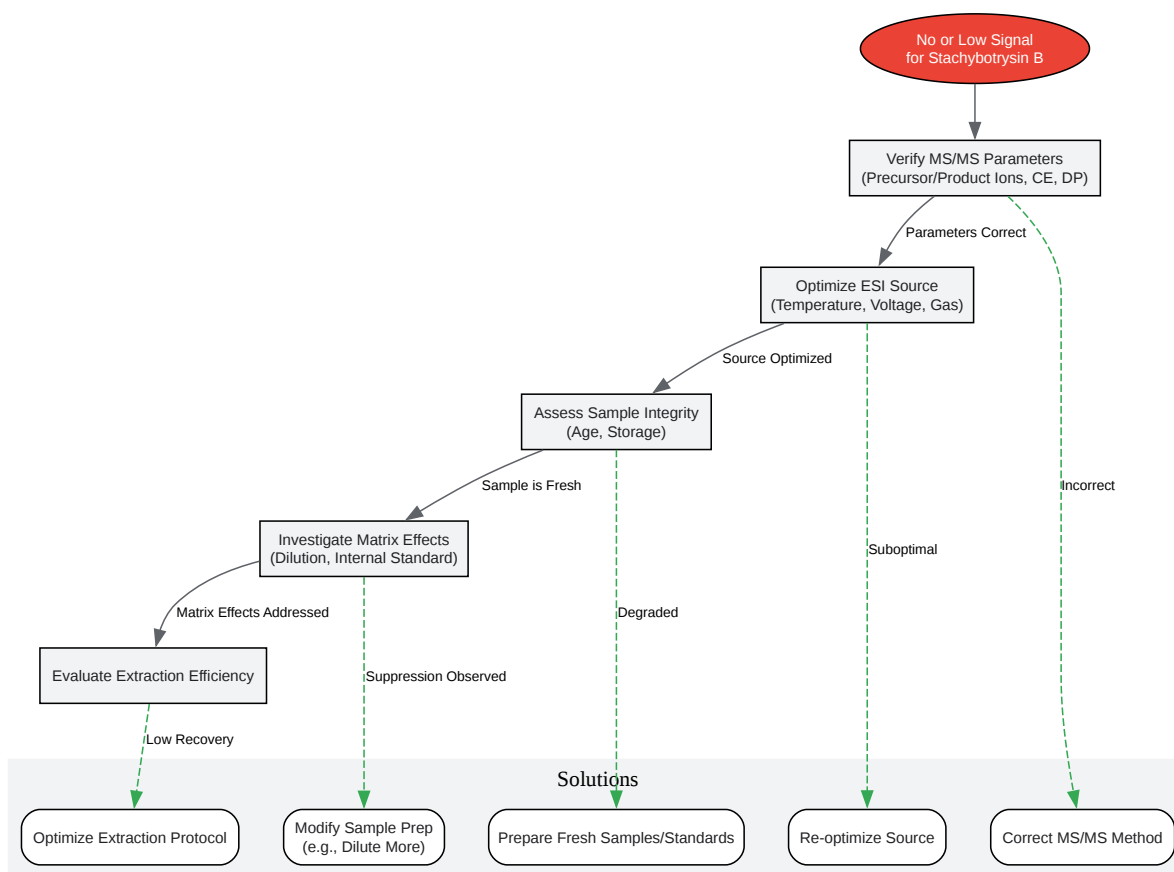 No or Low Signal
for Stachybotrysin B
Verify MS/MS Parameters
(Precursor/Product Ions, CE, DP)
Parameters Correct
Optimize ESI Source
(Temperature, Voltage, Gas)
Source Optimized
Assess Sample Integrity
(Age, Storage)
Sample is Fresh
Incorrect
Investigate Matrix Effects
(Dilution, Internal Standard)
Suboptimal
Matrix Effects Addressed
Degraded
Evaluate Extraction Efficiency
Suppression Observed
Low Recovery
Solutions
Optimize Extraction Protocol
Modify Sample Prep
(e.g., Dilute More)
Prepare Fresh Samples/Standards
Re-optimize Source
Correct MS/MS Method